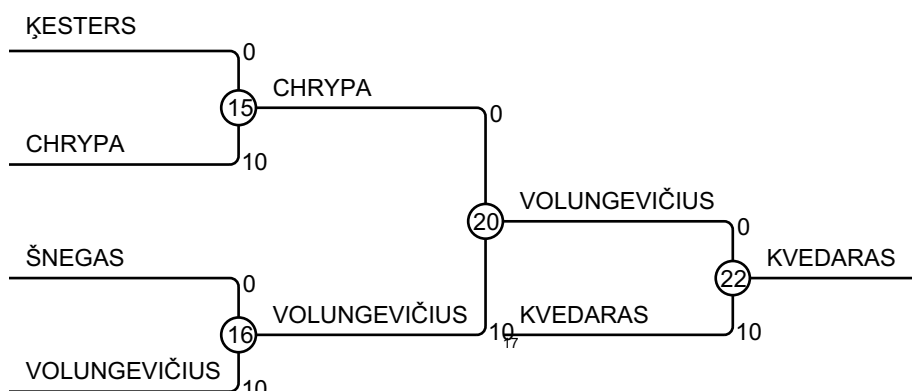 ĶESTERS
0
15
CHRYPA
0
CHRYPA
10
20
VOLUNGEVIČIUS
0
ŠNEGAS
0
22
KVEDARAS
16
VOLUNGEVIČIUS
10
17
KVEDARAS
10
VOLUNGEVIČIUS
10